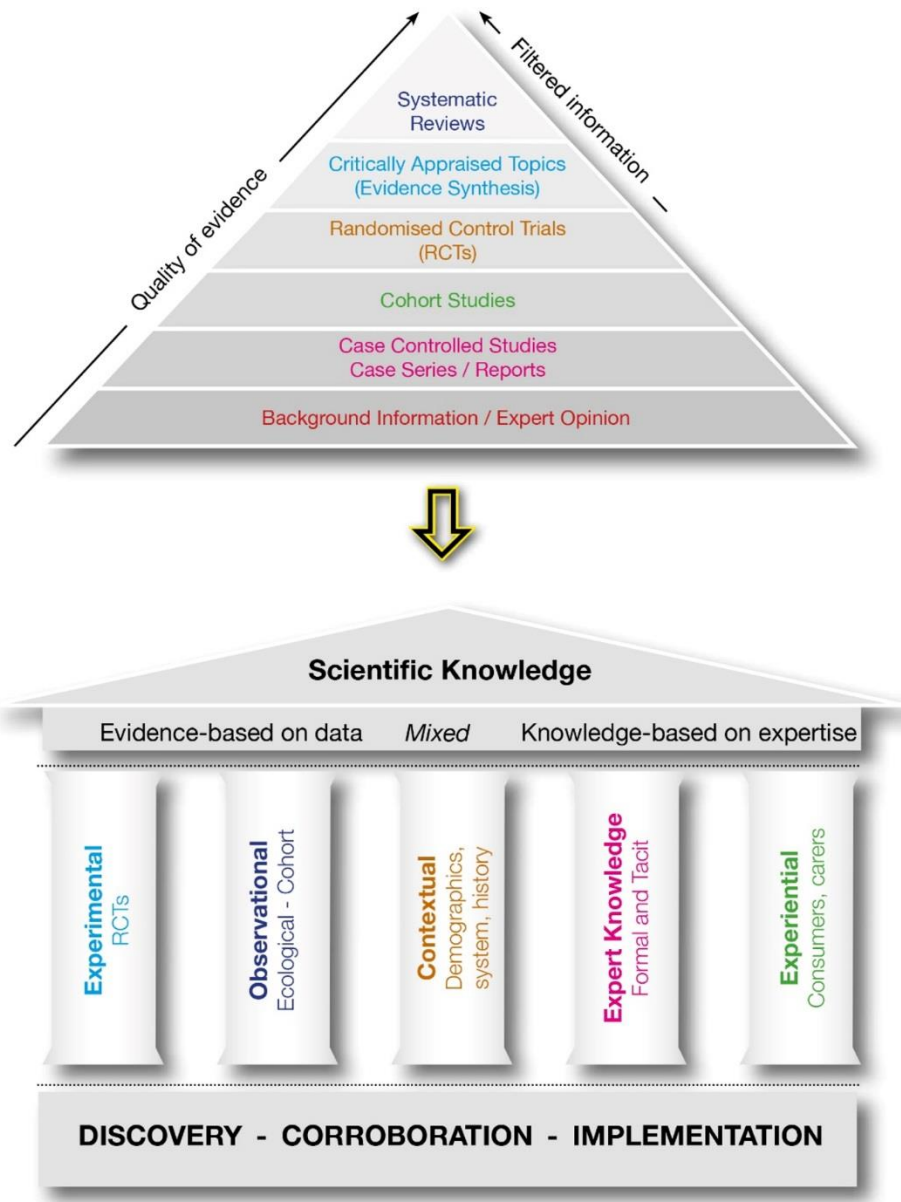 Filtered information
Systematic
Reviews
Critically Appraised Topics
(Evidence Synthesis)
Quality of evidence
Randomised Control Trials
(RCTs)
Cohort Studies
Case Controlled Studies
Case Series / Reports
Background Information / Expert Opinion
Scientific Knowledge
Evidence-based on data Mixed Knowledge-based on expertise
Experimental
RCTs
Observational
Ecological - Cohort
Contextual
Demographics,
system, history
Expert Knowledge
Formal and Tacit
Experiential
Consumers, carers
DISCOVERY - CORROBORATION - IMPLEMENTATION